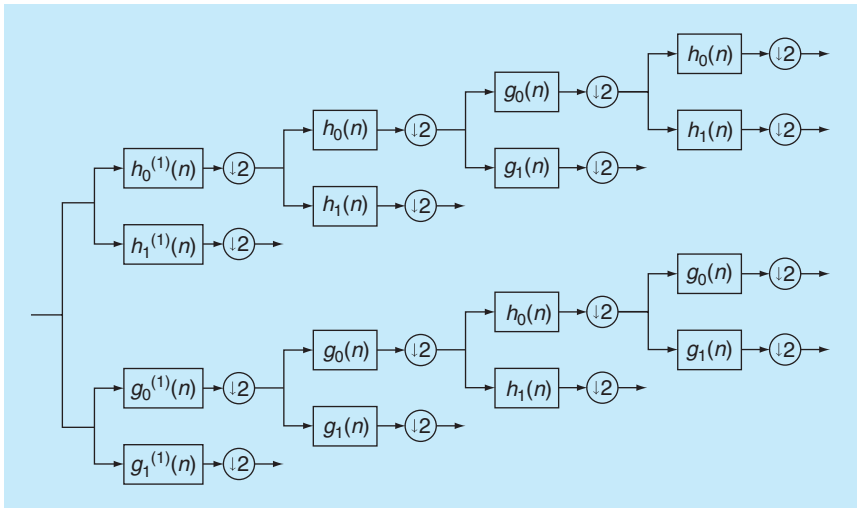 h₀(n) ↓2
g₀(n) ↓2
h₀(n) ↓2
h₁(n) ↓2
h₀⁽¹⁾(n) ↓2
g₁(n) ↓2
h₁(n) ↓2
h₁⁽¹⁾(n) ↓2
g₀(n) ↓2
h₀(n) ↓2
g₀(n) ↓2
g₁(n) ↓2
g₀⁽¹⁾(n) ↓2
h₁(n) ↓2
g₁(n) ↓2
g₁⁽¹⁾(n) ↓2